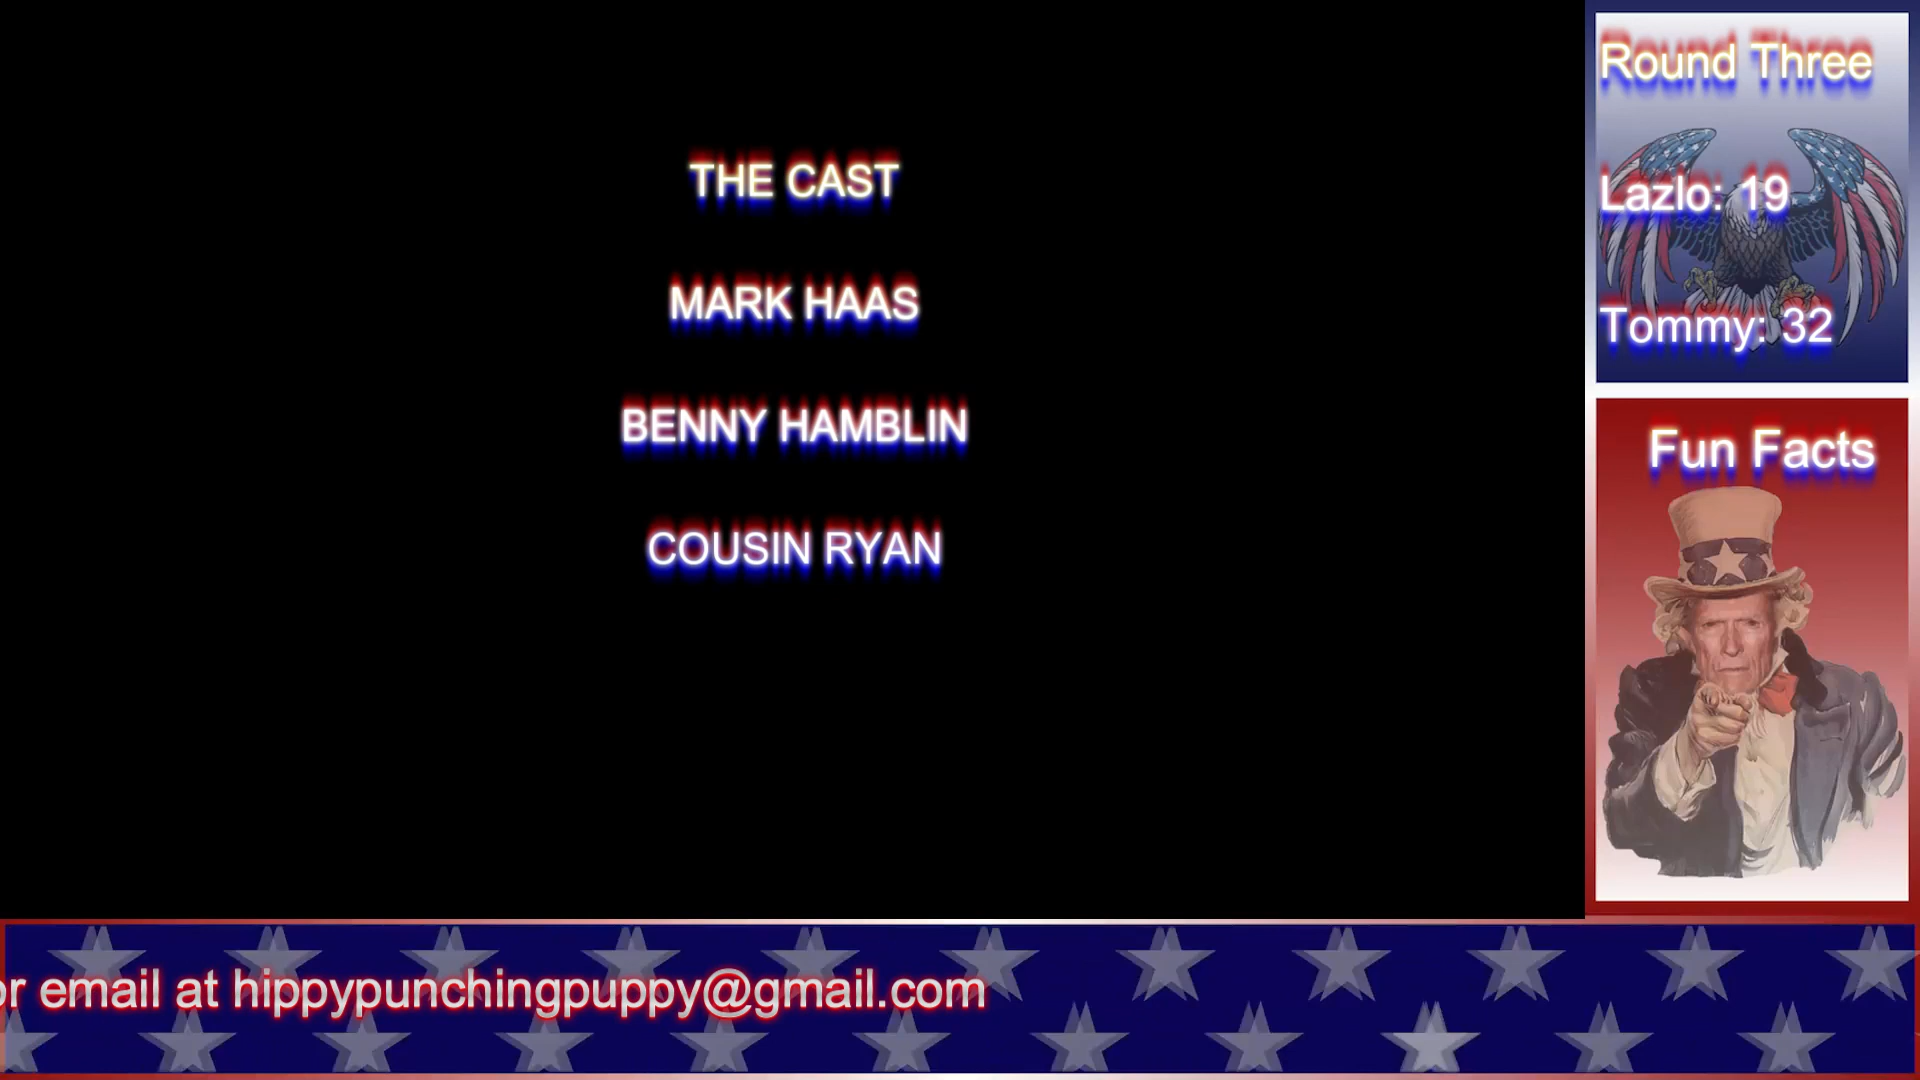 THE CAST
MARK HAAS
BENNY HAMBLIN
COUSIN RYAN
Round Three
Lazlo: 19
Tommy: 32
Fun Facts
or email at hippypunchingpuppy@gmail.com